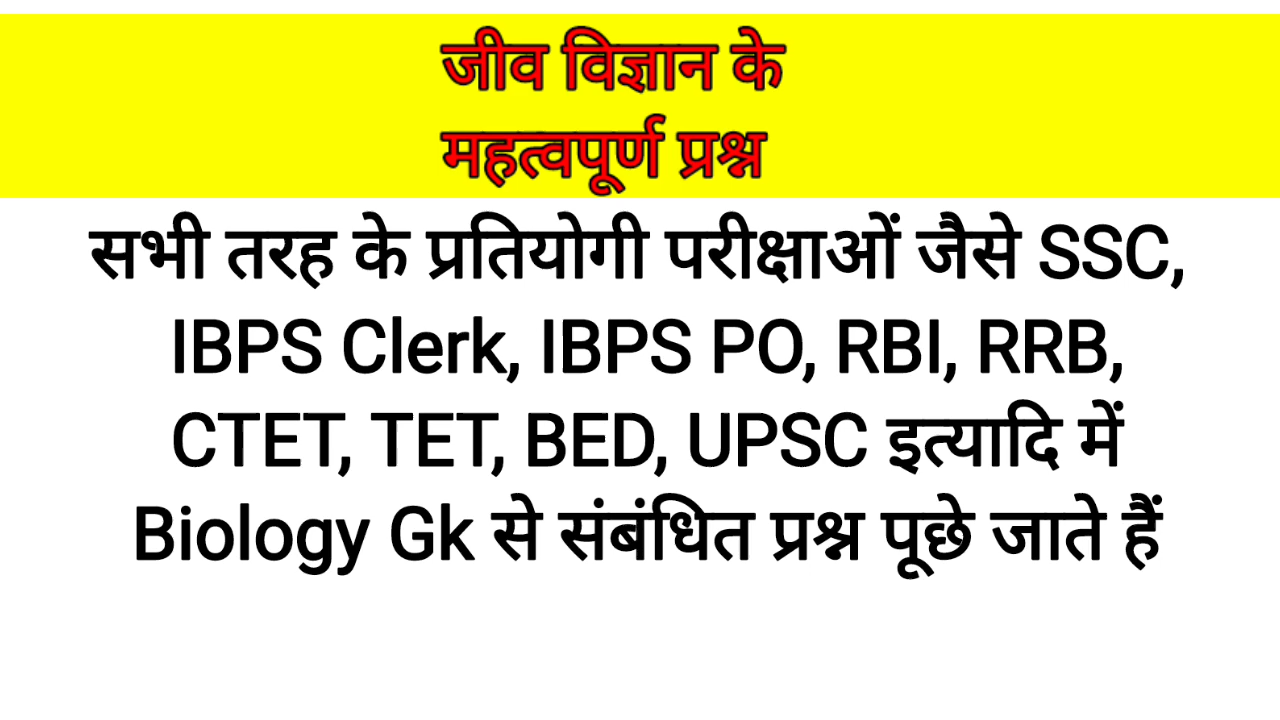 जीव विज्ञान के
महत्वपूर्ण प्रश्न
सभी तरह के प्रतियोगी परीक्षाओं जैसे SSC,
IBPS Clerk, IBPS PO, RBI, RRB,
CTET, TET, BED, UPSC इत्यादि में
Biology Gk से संबंधित प्रश्न पूछे जाते हैं